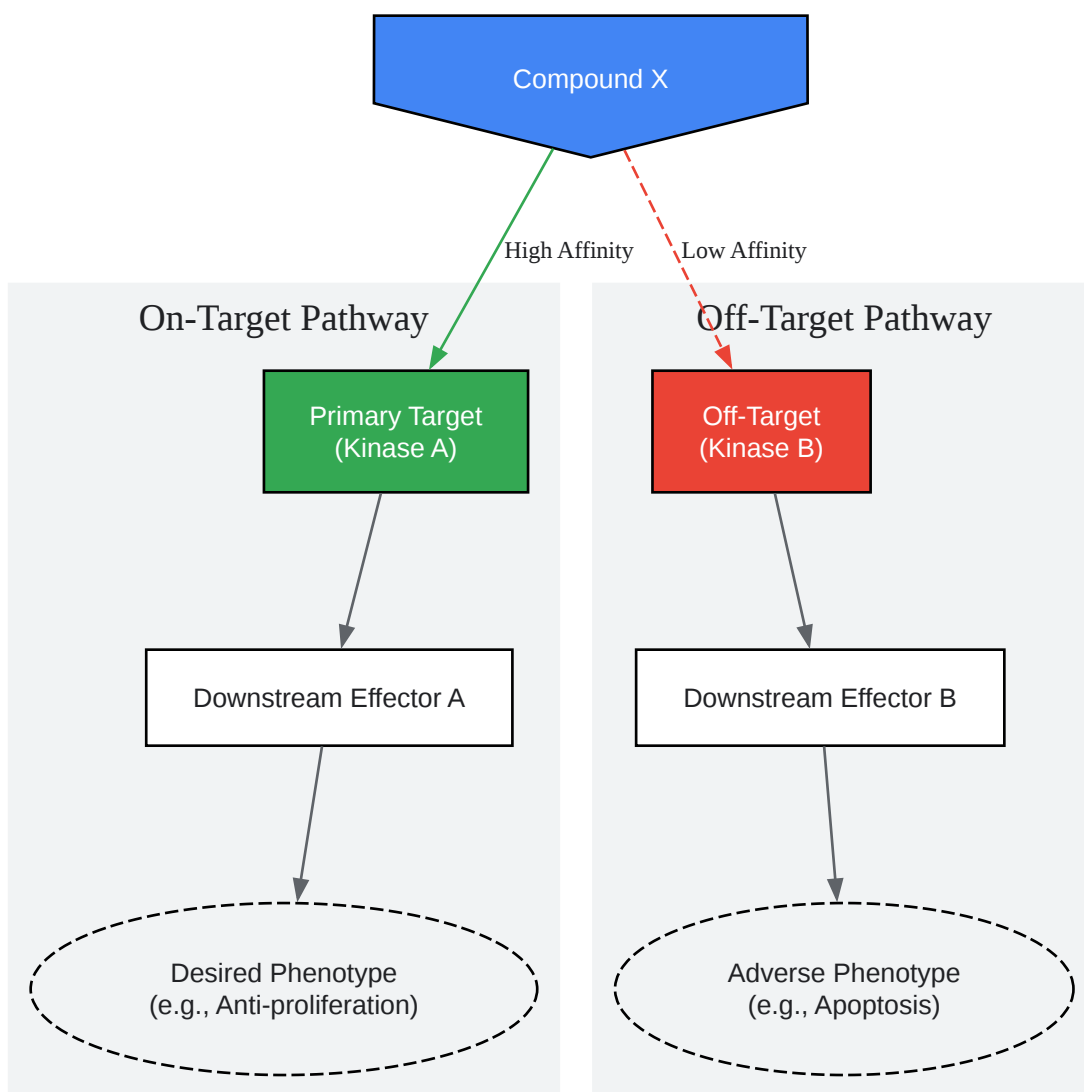 Compound X
High Affinity
Low Affinity
On-Target Pathway
Off-Target Pathway
Primary Target
(Kinase A)
Off-Target
(Kinase B)
Downstream Effector A
Downstream Effector B
Desired Phenotype
(e.g., Anti-proliferation)
Adverse Phenotype
(e.g., Apoptosis)